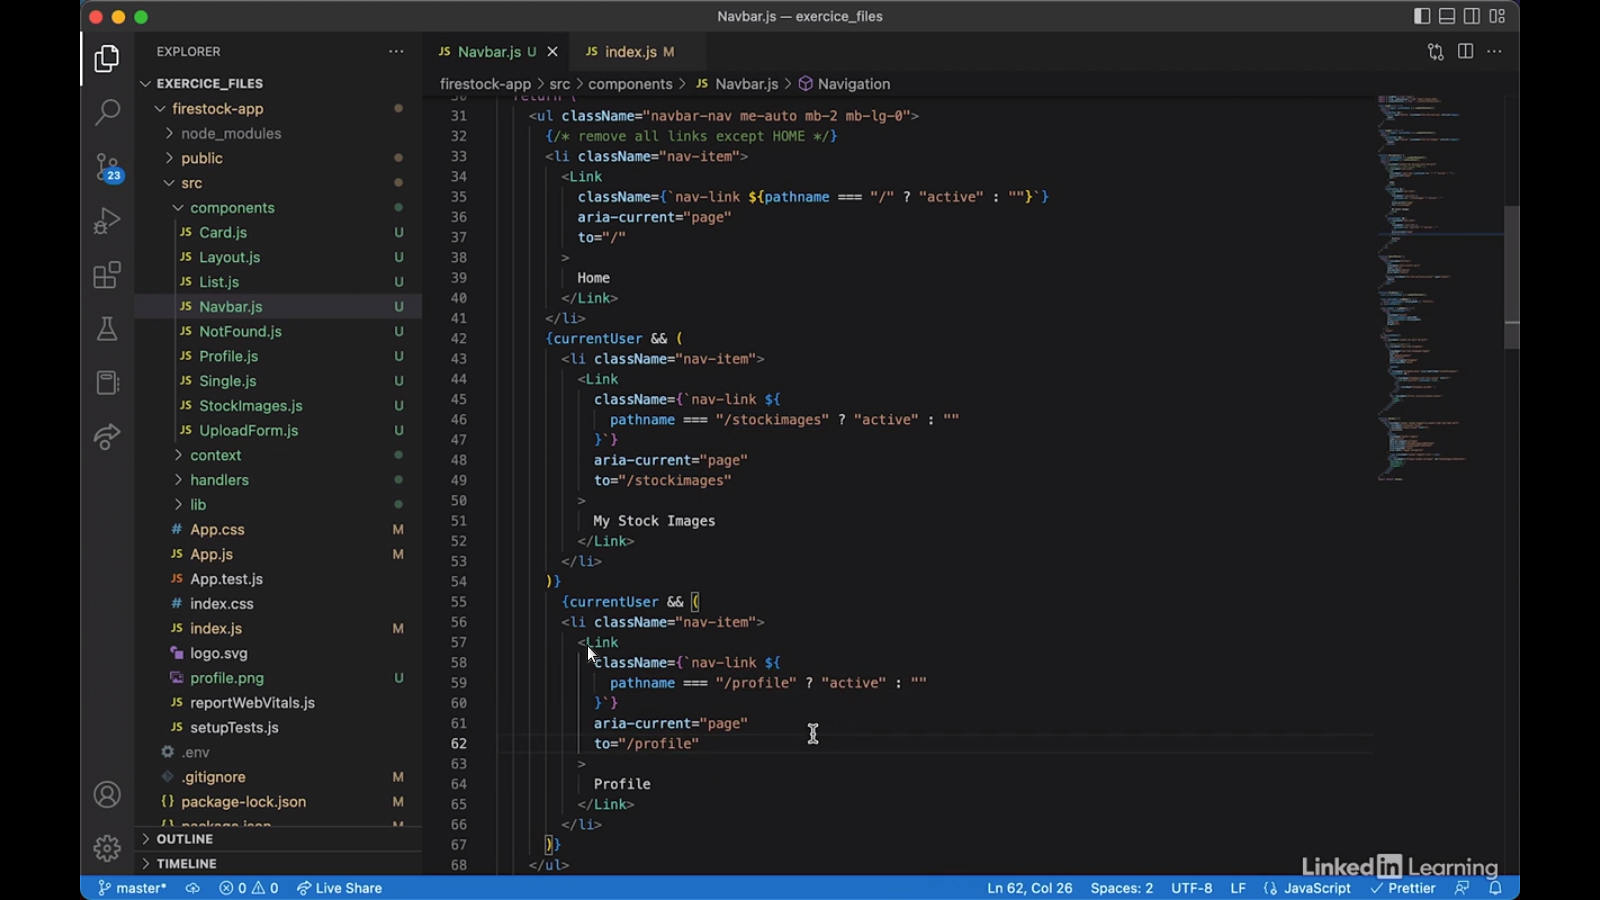 Navbar.js — exercice_files
EXPLORER
EXERCICE_FILES
firestock-app
node_modules
public
src
components
JS Card.js U
JS Layout.js U
JS List.js U
JS Navbar.js U
JS NotFound.js U
JS Profile.js U
JS Single.js U
JS StockImages.js U
JS UploadForm.js U
context
handlers
lib
# App.css M
JS App.js M
JS App.test.js
# index.css
JS index.js M
logo.svg
profile.png U
JS reportWebVitals.js
JS setupTests.js
.env
.gitignore M
{} package-lock.json M
{} package.json M
OUTLINE
TIMELINE
23
JS Navbar.js U
JS index.js M
firestock-app > src > components > JS Navbar.js > Navigation
30 return (
31 <ul className="navbar-nav me-auto mb-2 mb-lg-0">
32 {/* remove all links except HOME */}
33 <li className="nav-item">
34 <Link
35 className={`nav-link ${pathname === "/" ? "active" : ""}`}
36 aria-current="page"
37 to="/"
38 >
39 Home
40 </Link>
41 </li>
42 {currentUser && (
43 <li className="nav-item">
44 <Link
45 className={`nav-link ${
46 pathname === "/stockimages" ? "active" : ""
47 }`}
48 aria-current="page"
49 to="/stockimages"
50 >
51 My Stock Images
52 </Link>
53 </li>
54 )}
55 {currentUser && (
56 <li className="nav-item">
57 <Link
58 className={`nav-link ${
59 pathname === "/profile" ? "active" : ""
60 }`}
61 aria-current="page"
62 to="/profile"
63 >
64 Profile
65 </Link>
66 </li>
67 )}
68 </ul>
LinkedIn Learning
master* 0 0 Live Share Ln 62, Col 26 Spaces: 2 UTF-8 LF {} JavaScript Prettier